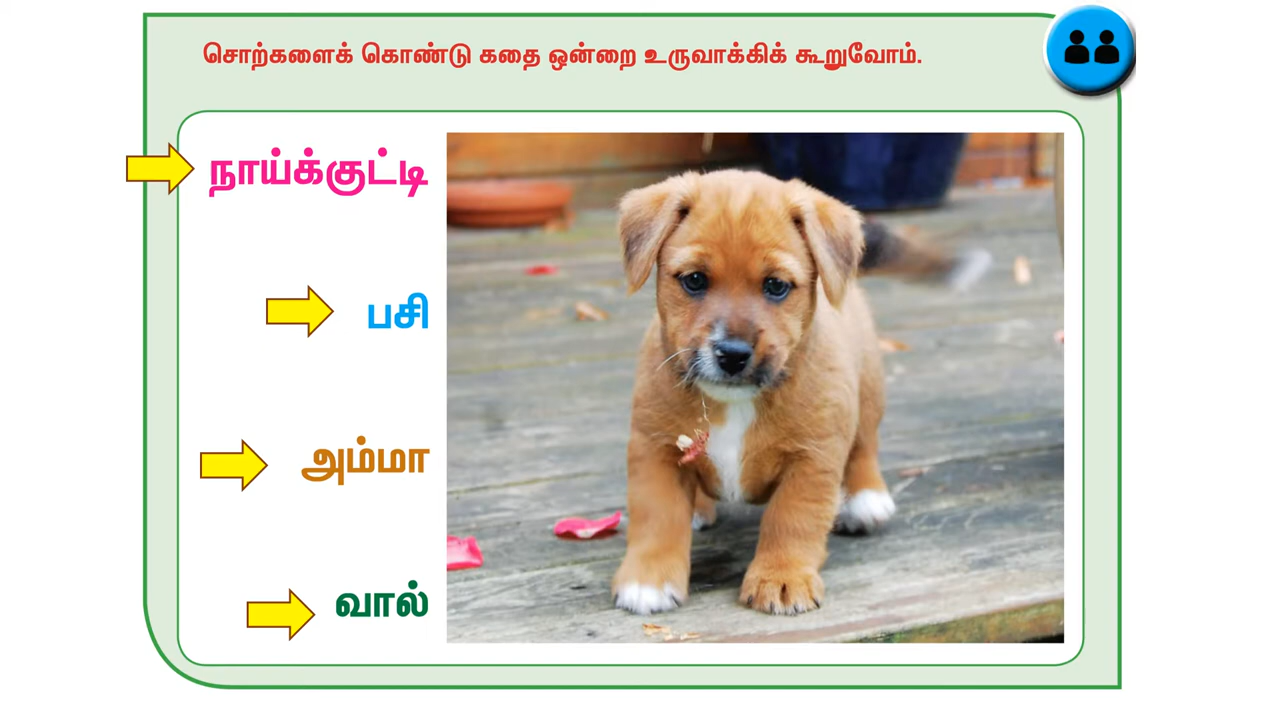 சொற்களைக் கொண்டு கதை ஒன்றை உருவாக்கிக் கூறுவோம்.
நாய்க்குட்டி
பசி
அம்மா
வால்